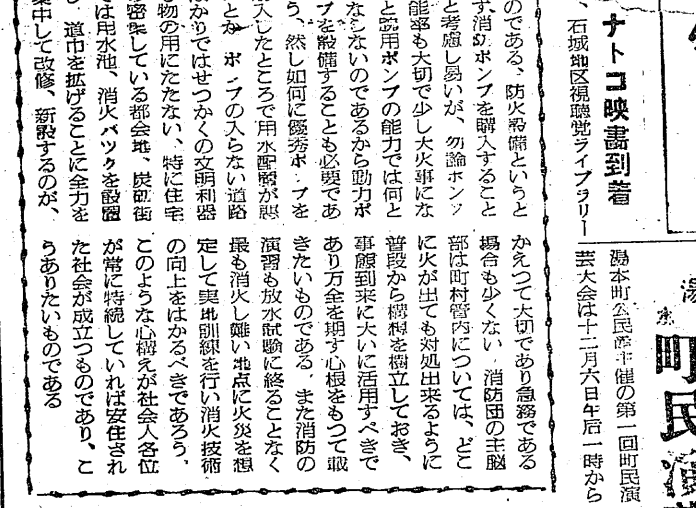 町民演
ナトコ映畫到着
、石城地区視聴覚ライブラリー
湯本町公民館主催の第一回町民演
芸大会は十二月六日午后一時から
のである、防火設備というと
ず消防ポンプを購入すること
と考慮し易いが、勿論ポンプ
能率も大切で少し大火事にな
と腕用ポンプの能力では何と
ならないのであるから動力ポ
プを設備することも必要であ
う、然し如何に優秀ポンプを
入したところで用水配置が悪
とか、ポンプの入らない道路
かりではせつかくの文明利器
物の用にたたない、特に住宅
密集している都会地、炭砿街
は用水池、消火バツクを設置
道巾を拡げることに全力を
集中して改修、新設するのが、
かえつて大切であり急務である
場合も少くない、消防団の主脳
部は町村管内については、どこ
に火が出ても対処出来るように
普段から構想を樹立しておき、
事態到来に大いに活用すべきで
あり万全を期す心根をもつて戴
きたいものである、また消防の
演習も放水試験に終ることなく
最も消火し難い地点に火災を想
定して実地訓練を行い消火技術
の向上をはかるべきであろう、
このような心構えが社会人各位
が常に持続していれば安住され
た社会が成立つものであり、こ
うありたいものである